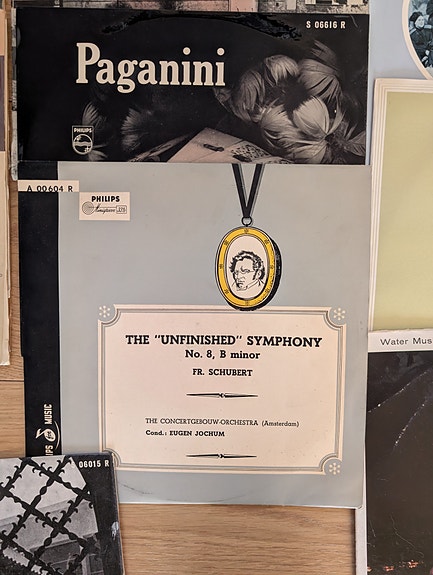 S 06616 R
Paganini
PHILIPS
A 00604 R
PHILIPS
THE "UNFINISHED" SYMPHONY
No. 8, B minor
FR. SCHUBERT
THE CONCERTGEBOUW-ORCHESTRA (Amsterdam)
Cond.: EUGEN JOCHUM
MUSIC
Water Mus
06015 R